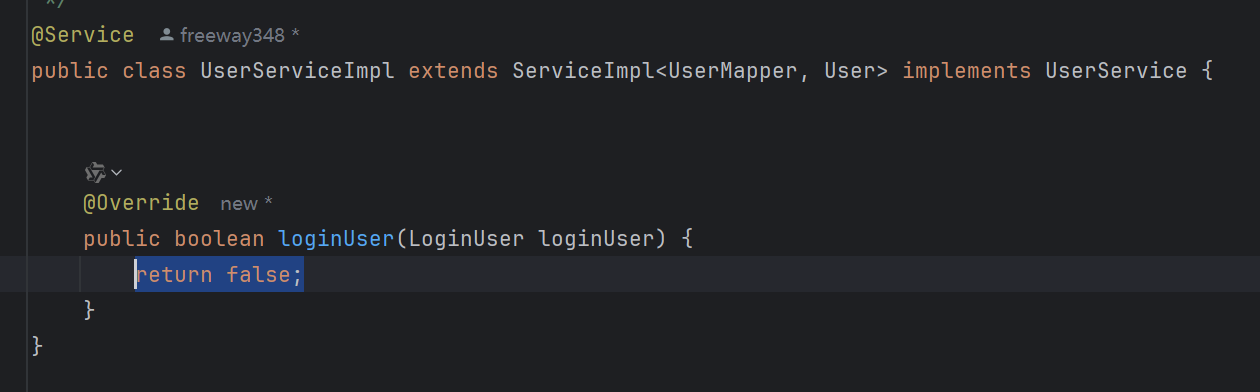 */
@Service freeway348 *
public class UserServiceImpl extends ServiceImpl<UserMapper, User> implements UserService {
@Override new *
public boolean loginUser(LoginUser loginUser) {
return false;
}
}